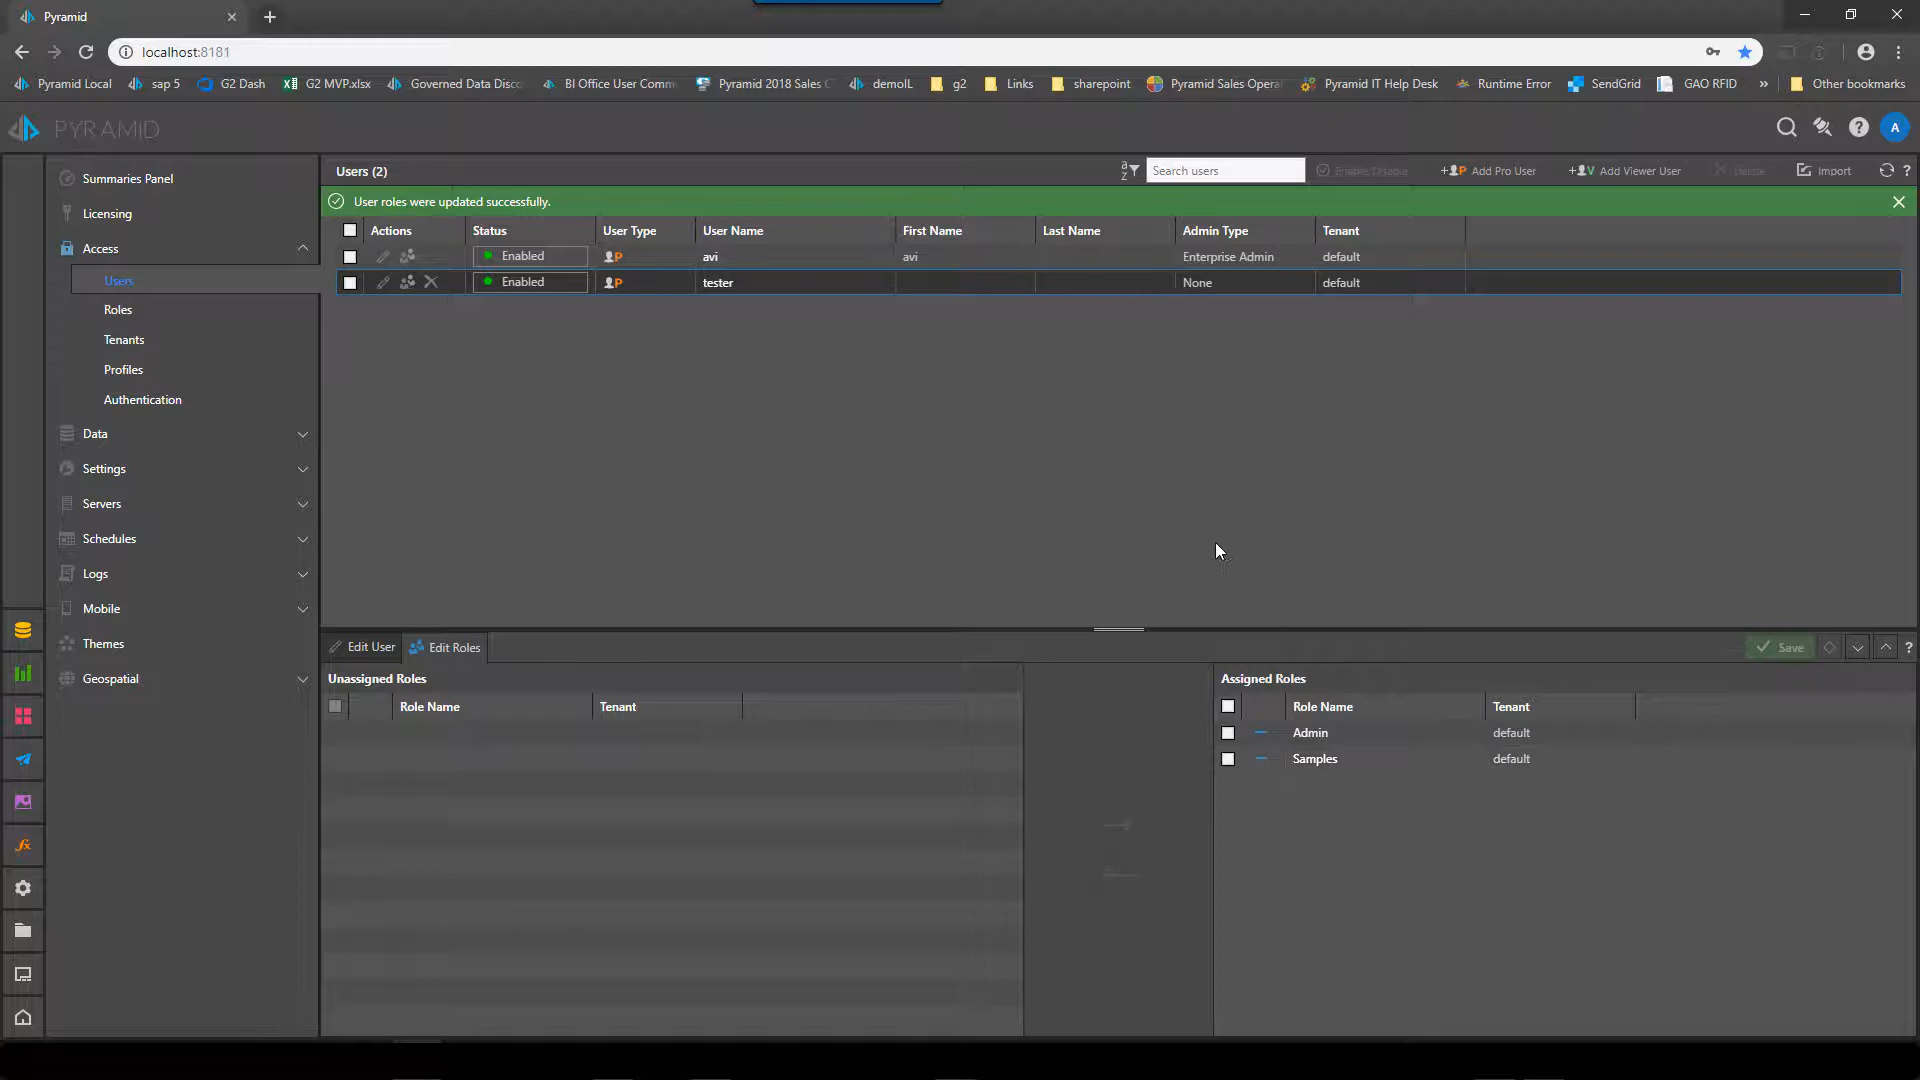 Pyramid
localhost:8181
Pyramid Local sap 5 G2 Dash G2 MVP.xlsx Governed Data Disco BI Office User Comm Pyramid 2018 Sales C demoIL g2 Links sharepoint Pyramid Sales Opera Pyramid IT Help Desk Runtime Error SendGrid GAO RFID » Other bookmarks
PYRAMID
? A
Users (2)
Search users
Enable Disable
+P Add Pro User
+V Add Viewer User
Delete
Import
?
User roles were updated successfully.
Actions Status User Type User Name First Name Last Name Admin Type Tenant
Enabled P avi avi Enterprise Admin default
Enabled P tester None default
Summaries Panel
Licensing
Access
Users
Roles
Tenants
Profiles
Authentication
Data
Settings
Servers
Schedules
Logs
Mobile
Themes
Geospatial
fx
Edit User Edit Roles
Save ?
Unassigned Roles
Role Name Tenant
Assigned Roles
Role Name Tenant
Admin default
Samples default